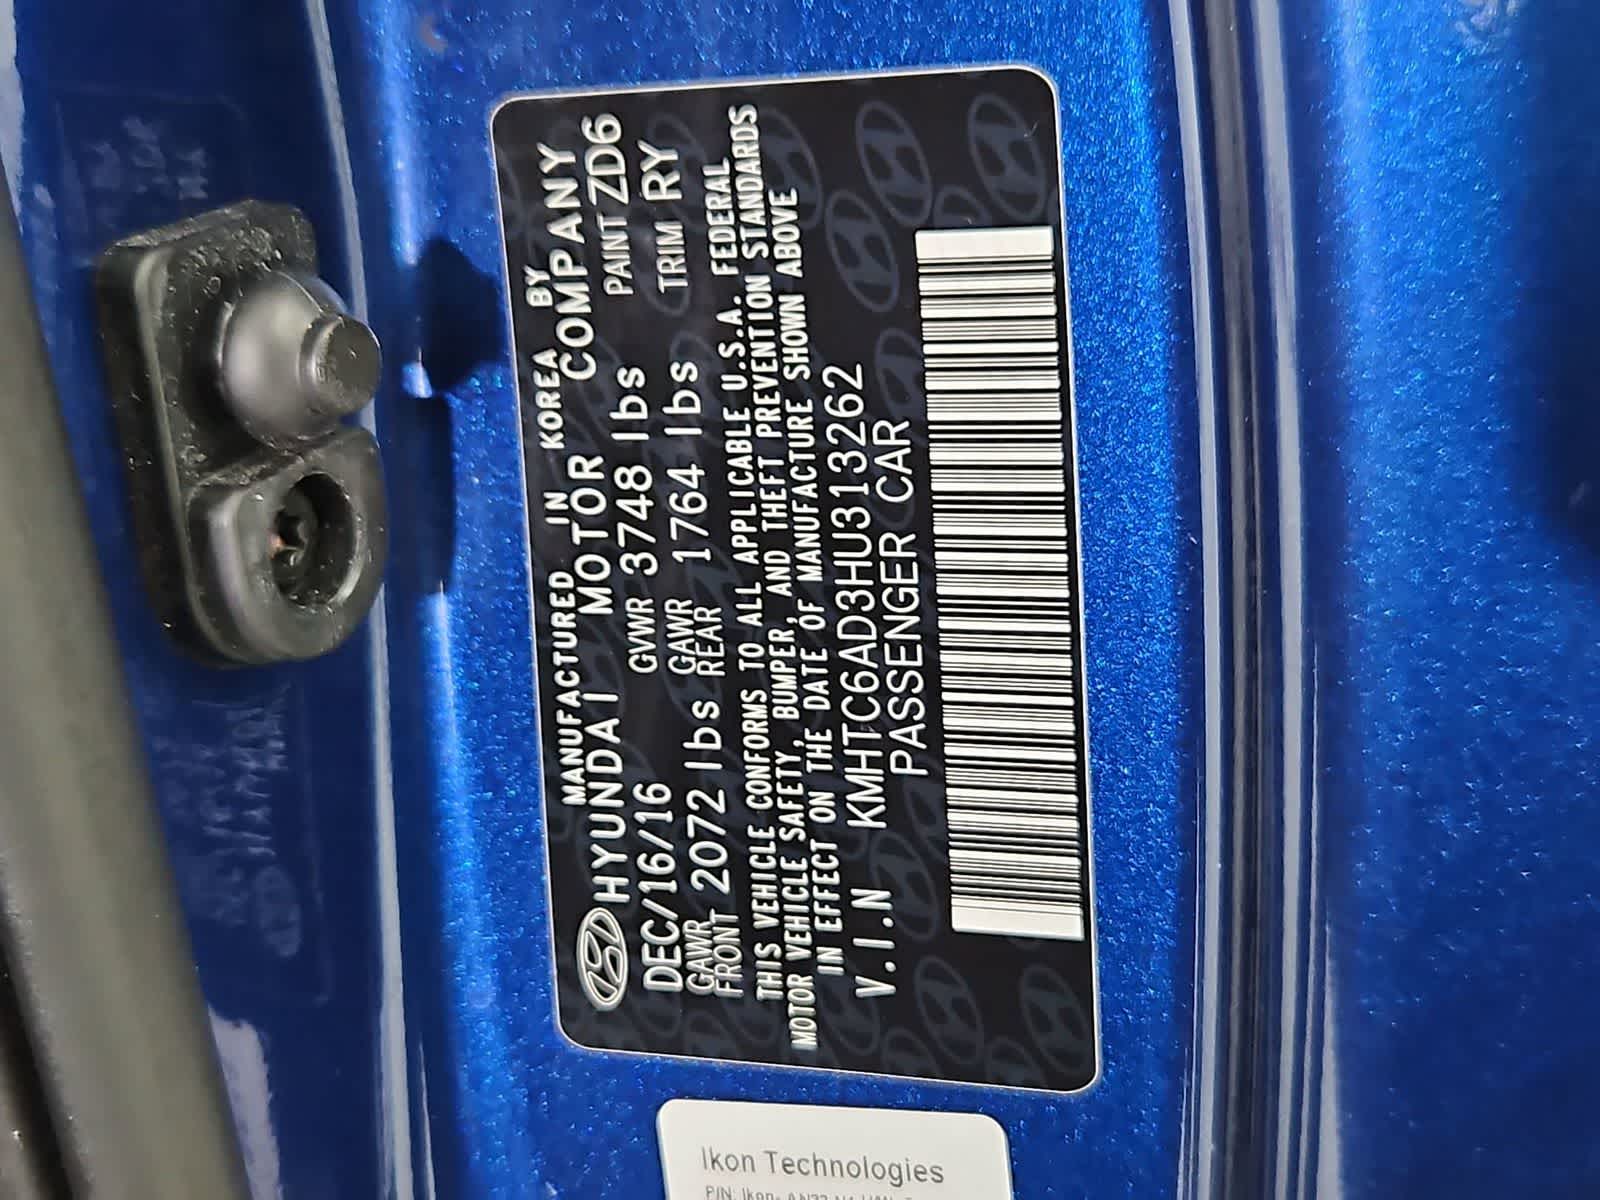 MANUFACTURED IN KOREA BY
HYUNDAI MOTOR COMPANY
DEC/16/16 GVWR 3748 lbs PAINT ZD6
GAWR FRONT 2072 lbs GAWR REAR 1764 lbs TRIM RY
THIS VEHICLE CONFORMS TO ALL APPLICABLE U.S.A. FEDERAL
MOTOR VEHICLE SAFETY, BUMPER, AND THEFT PREVENTION STANDARDS
IN EFFECT ON THE DATE OF MANUFACTURE SHOWN ABOVE
V.I.N KMHTC6AD3HU313262
PASSENGER CAR
Ikon Technologies
P/N: Ikon-